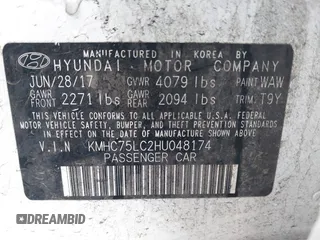 MANUFACTURED IN KOREA BY
HYUNDAI MOTOR COMPANY
JUN/28/17 GVWR 4079 lbs PAINT WAW
GAWR FRONT 2271 lbs GAWR REAR 2094 lbs TRIM T9Y
THIS VEHICLE CONFORMS TO ALL APPLICABLE
U.S. FEDERAL MOTOR VEHICLE SAFETY,
BUMPER, AND THEFT PREVENTION STANDARDS
IN EFFECT ON THE DATE OF
MANUFACTURE SHOWN ABOVE.
V.I.N KMHC75LC2HU048174
PASSENGER CAR
DREAMBID